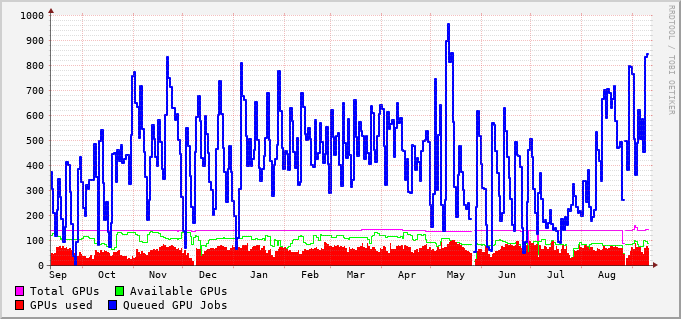 1000
900
800
700
600
500
400
300
200
100
0
Sep Oct Nov Dec Jan Feb Mar Apr May Jun Jul Aug
Total GPUs Available GPUs
GPUs used Queued GPU Jobs
RRDTOOL / TOBI OETIKER